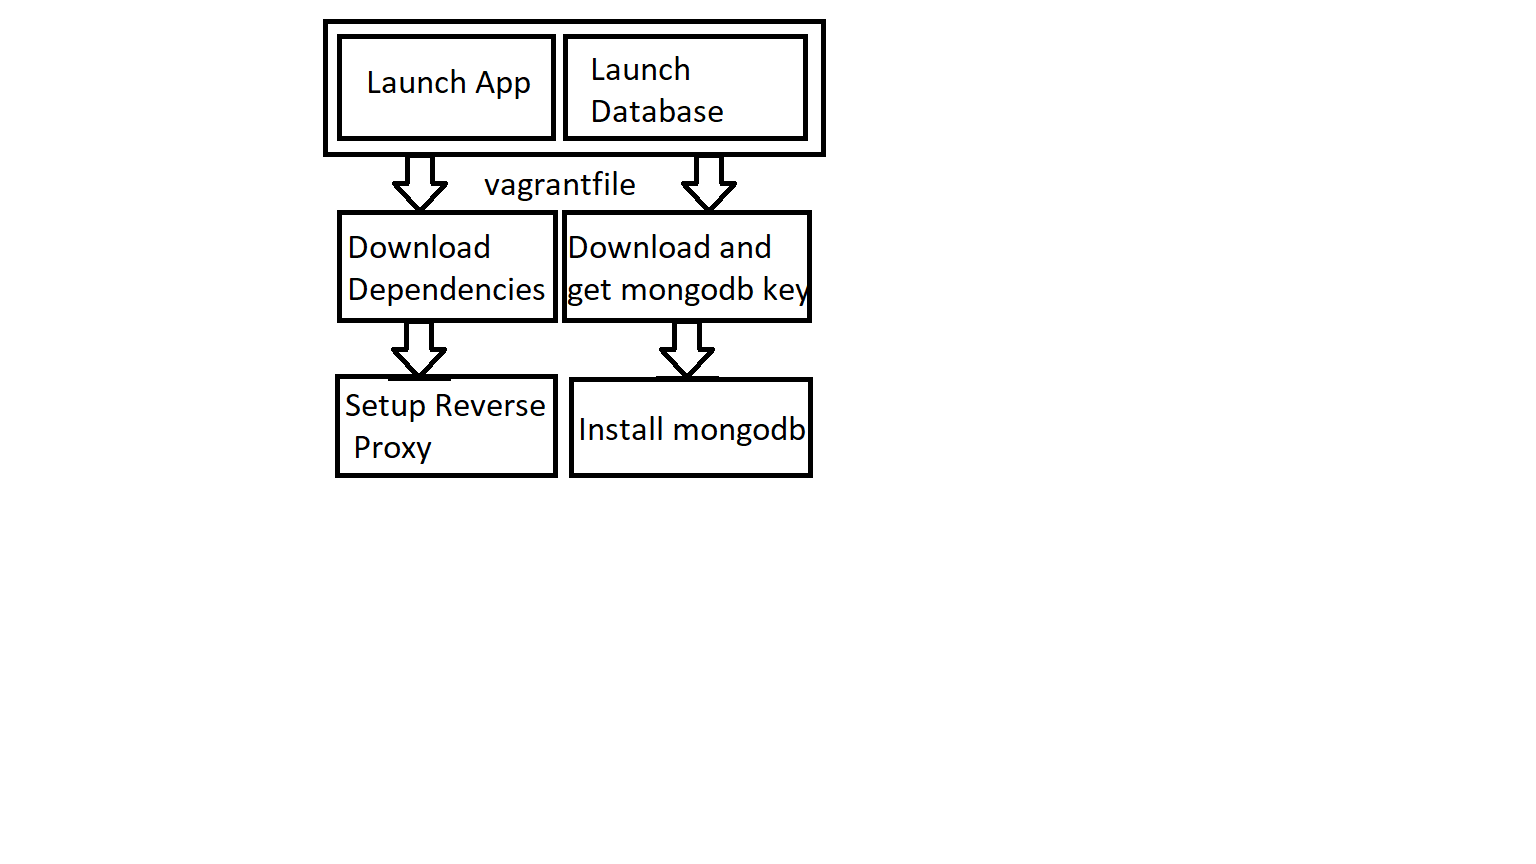 Launch App
Launch
Database
vagrantfile
Download
Dependencies
Download and
get mongodb key
Setup Reverse
Proxy
Install mongodb